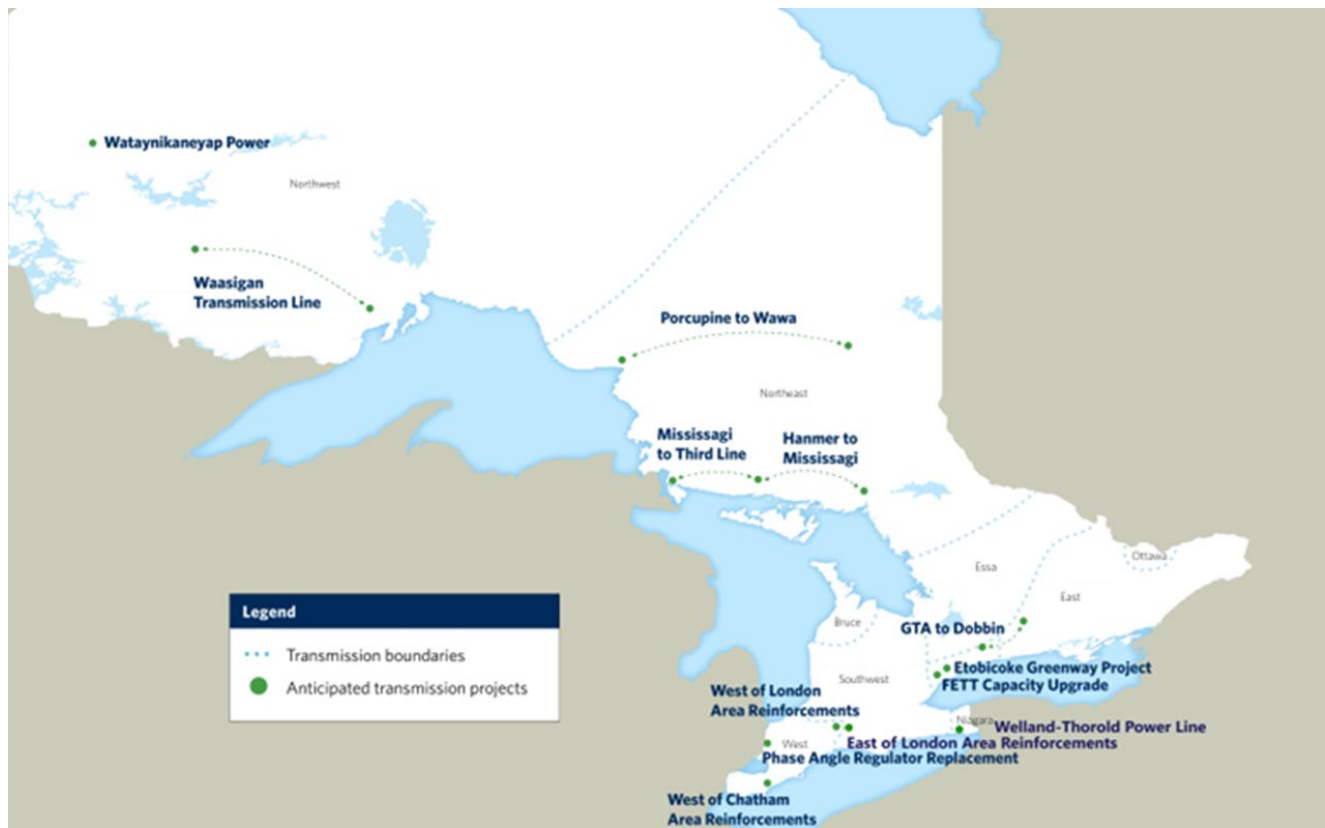 Wataynikaneyap Power
Northwest
Waasigan
Transmission Line
Porcupine to Wawa
Northeast
Mississagi
to Third Line
Hanmer to
Mississagi
Ottawa
Essa
East
Bruce
GTA to Dobbin
Etobicoke Greenway Project
FETT Capacity Upgrade
Southwest
West of London
Area Reinforcements
Niagara
Welland-Thorold Power Line
East of London Area Reinforcements
West
Phase Angle Regulator Replacement
West of Chatham
Area Reinforcements
Legend
Transmission boundaries
Anticipated transmission projects